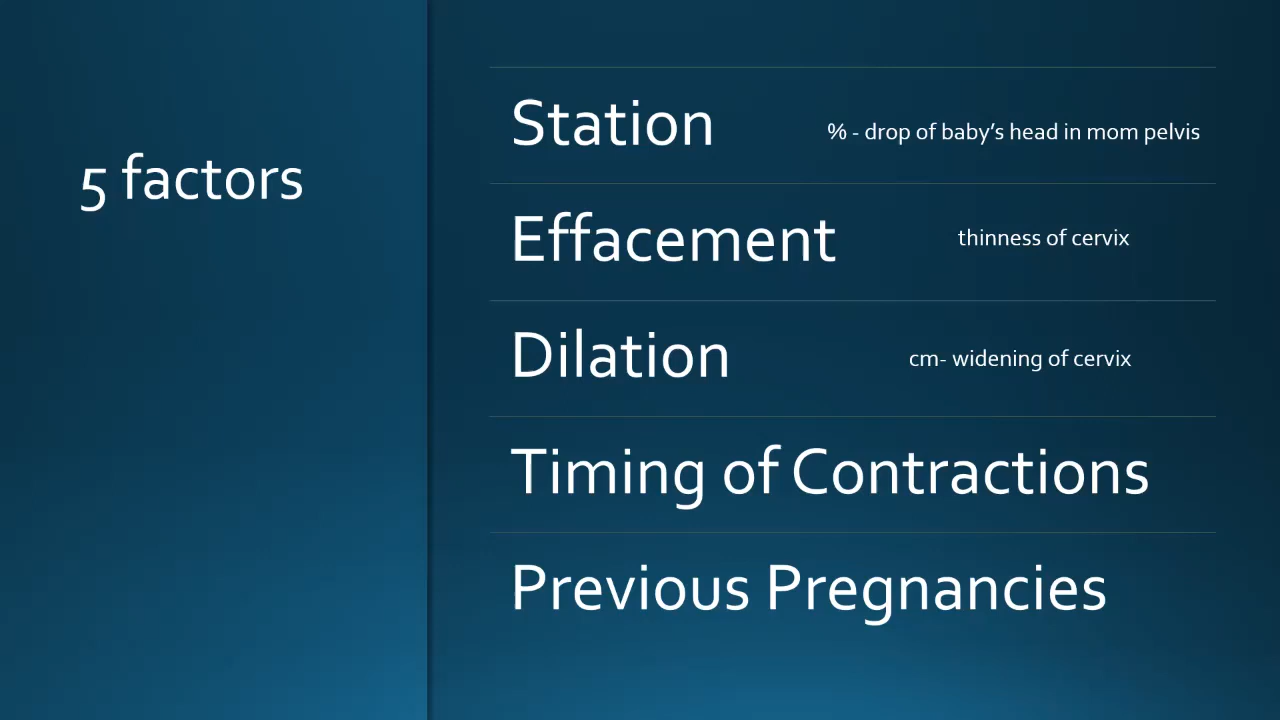 5 factors
Station
% - drop of baby’s head in mom pelvis
Effacement
thinness of cervix
Dilation
cm- widening of cervix
Timing of Contractions
Previous Pregnancies